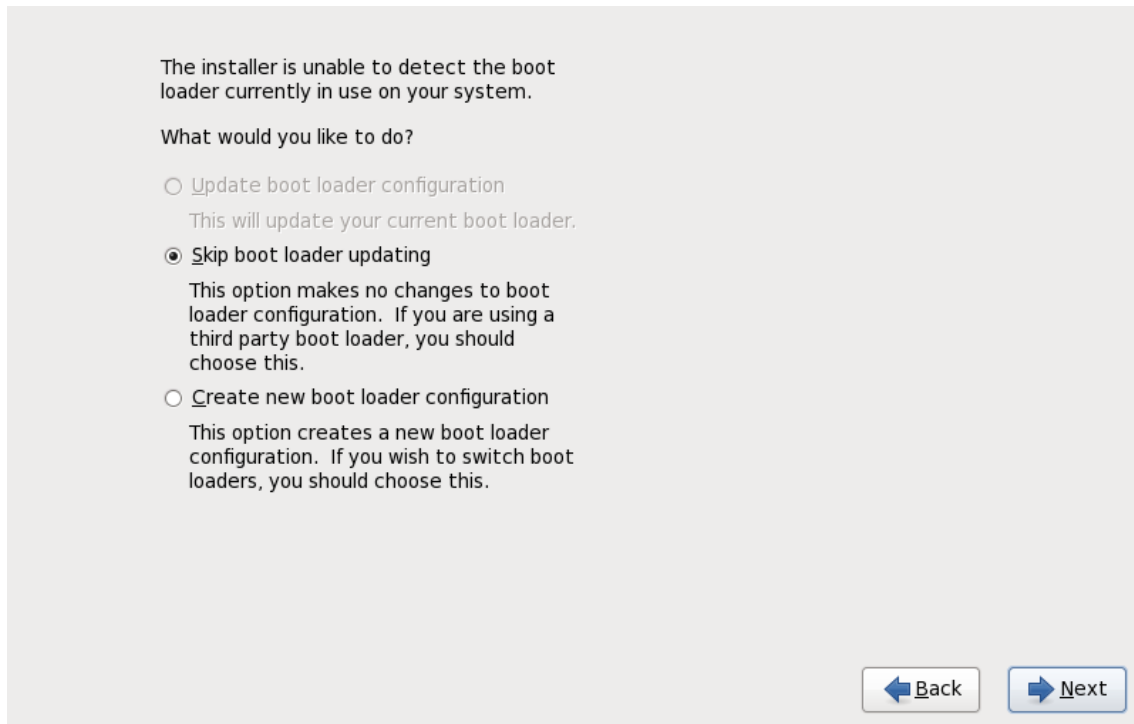 The installer is unable to detect the boot
loader currently in use on your system.
What would you like to do?
Update boot loader configuration
This will update your current boot loader.
Skip boot loader updating
This option makes no changes to boot
loader configuration.  If you are using a
third party boot loader, you should
choose this.
Create new boot loader configuration
This option creates a new boot loader
configuration.  If you wish to switch boot
loaders, you should choose this.
Back
Next